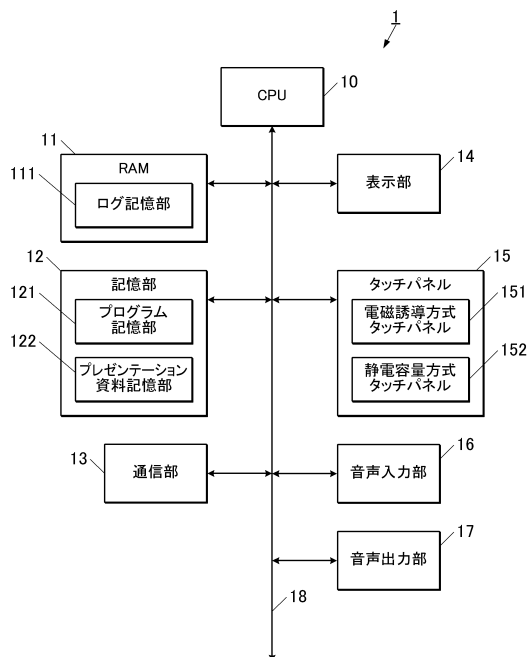 1
CPU
10
11
RAM
111
ログ記憶部
14
表示部
12
記憶部
121
プログラム
記憶部
122
プレゼンテーション
資料記憶部
15
タッチパネル
151
電磁誘導方式
タッチパネル
152
静電容量方式
タッチパネル
13
通信部
16
音声入力部
17
音声出力部
18